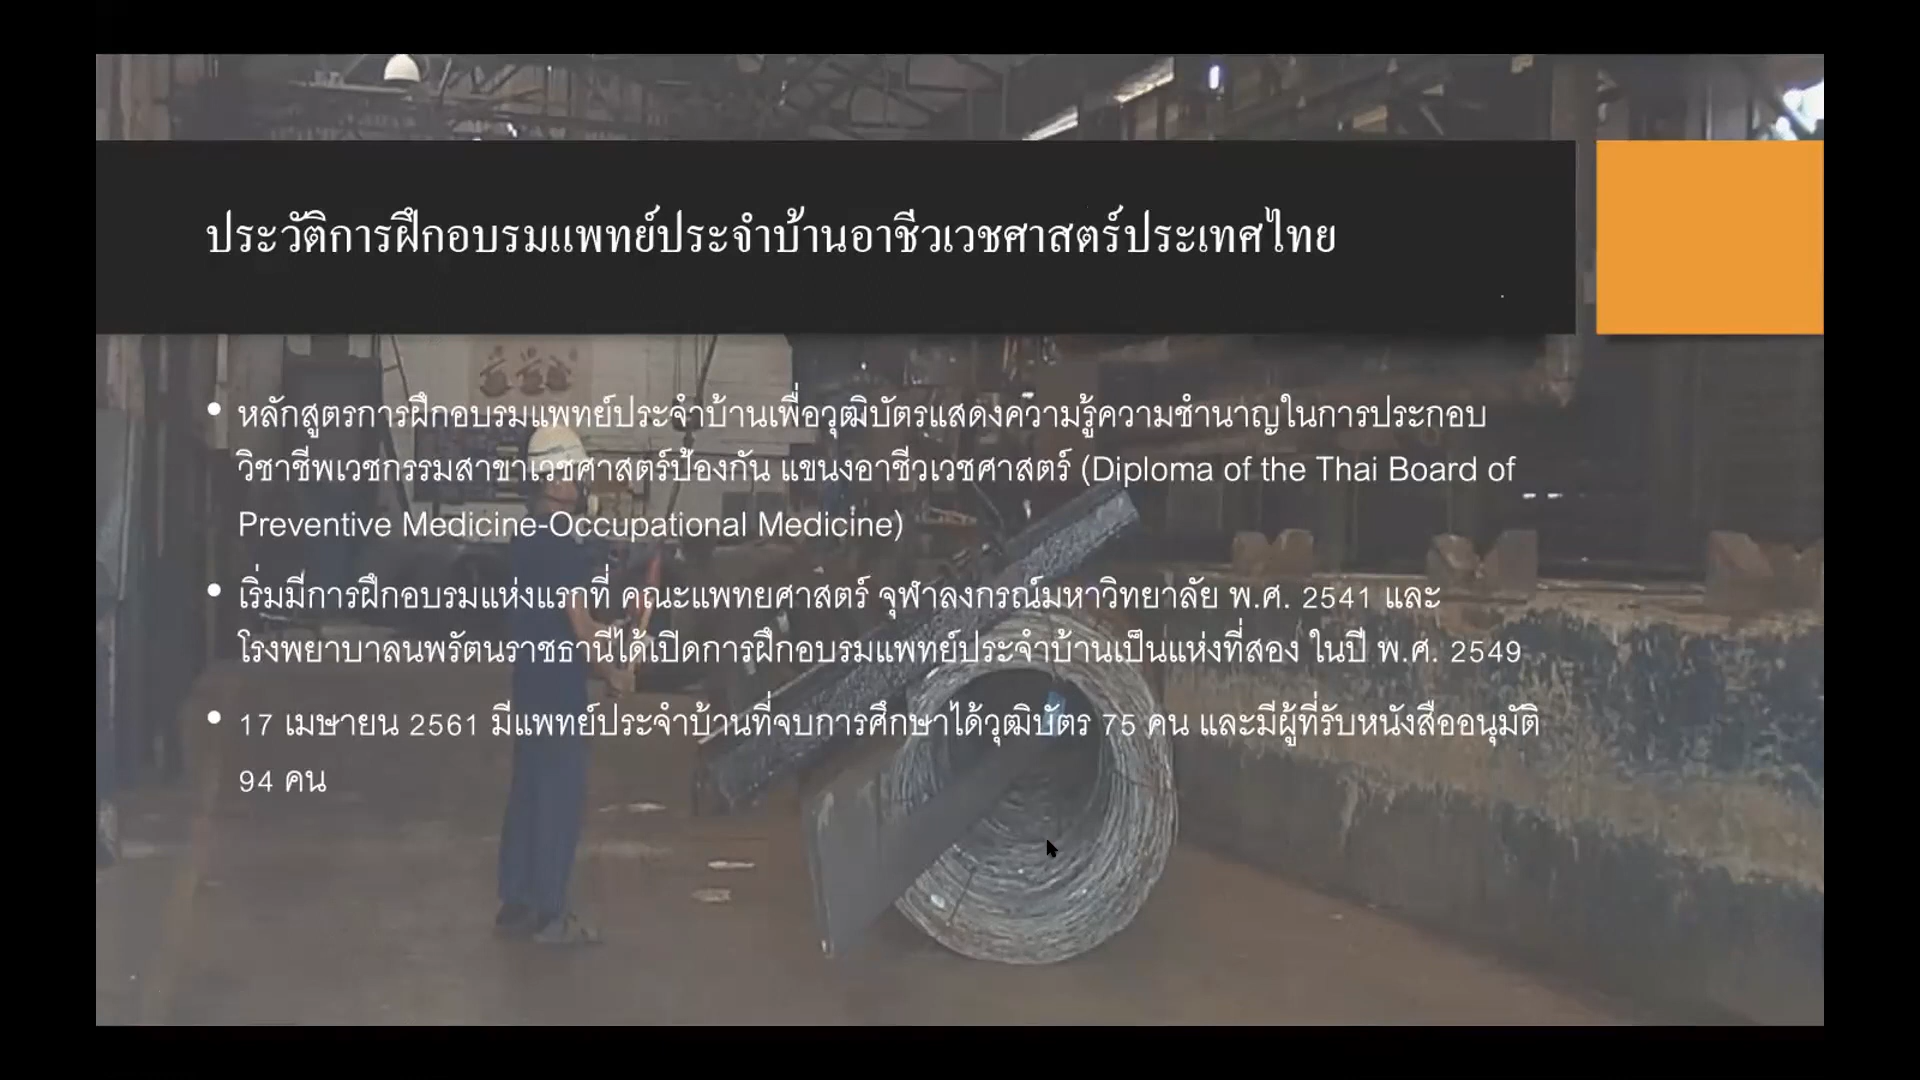 ประวัติการฝึกอบรมแพทย์ประจำบ้านอาชีวเวชศาสตร์ประเทศไทย
• หลักสูตรการฝึกอบรมแพทย์ประจำบ้านเพื่อวุฒิบัตรแสดงความรู้ความชำนาญในการประกอบ
วิชาชีพเวชกรรมสาขาเวชศาสตร์ป้องกัน แขนงอาชีวเวชศาสตร์ (Diploma of the Thai Board of
Preventive Medicine-Occupational Medicine)
• เริ่มมีการฝึกอบรมแห่งแรกที่ คณะแพทยศาสตร์ จุฬาลงกรณ์มหาวิทยาลัย พ.ศ. 2541 และ
โรงพยาบาลนพรัตนราชธานีได้เปิดการฝึกอบรมแพทย์ประจำบ้านเป็นแห่งที่สอง ในปี พ.ศ. 2549
• 17 เมษายน 2561 มีแพทย์ประจำบ้านที่จบการศึกษาได้วุฒิบัตร 75 คน และมีผู้ที่รับหนังสืออนุมัติ
94 คน